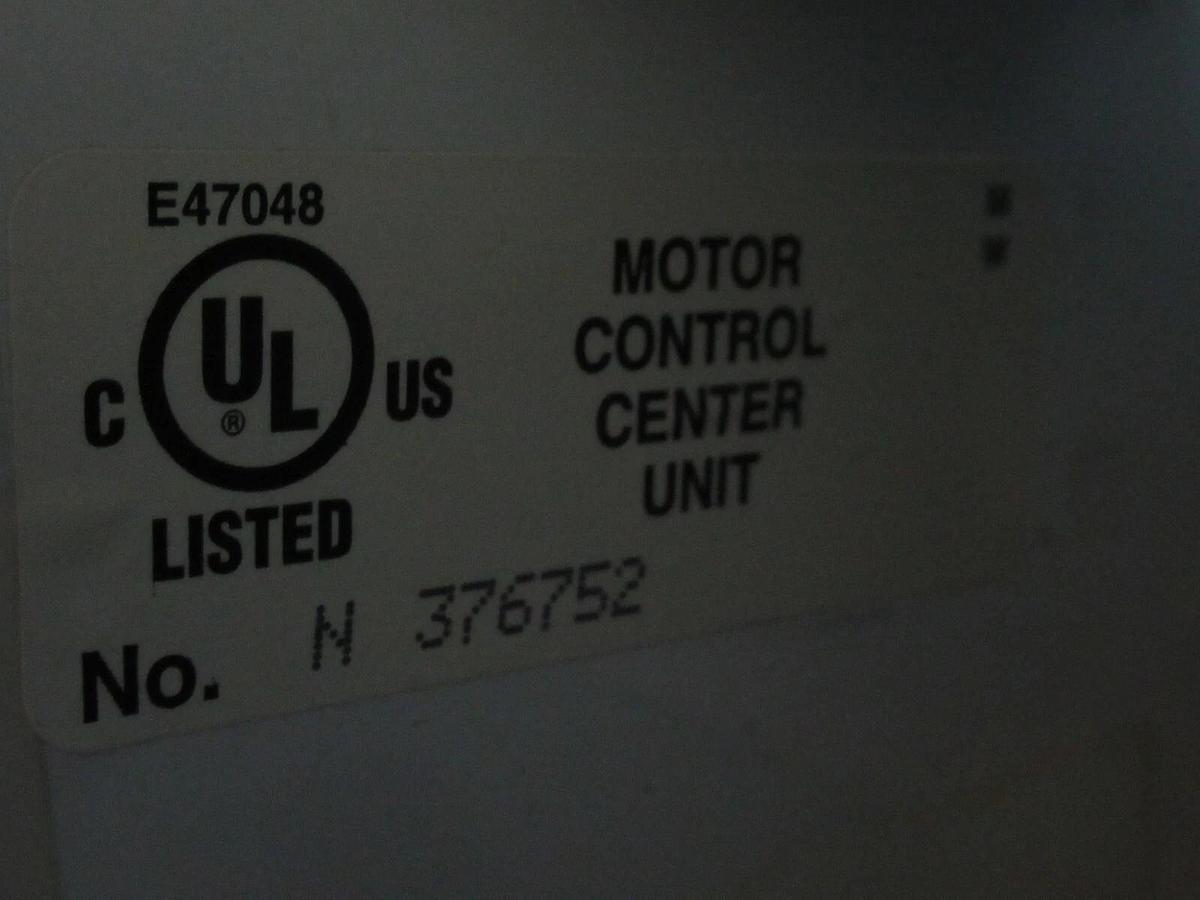 E47048
C UL ® US
LISTED
MOTOR
CONTROL
CENTER
UNIT
No. N 376752